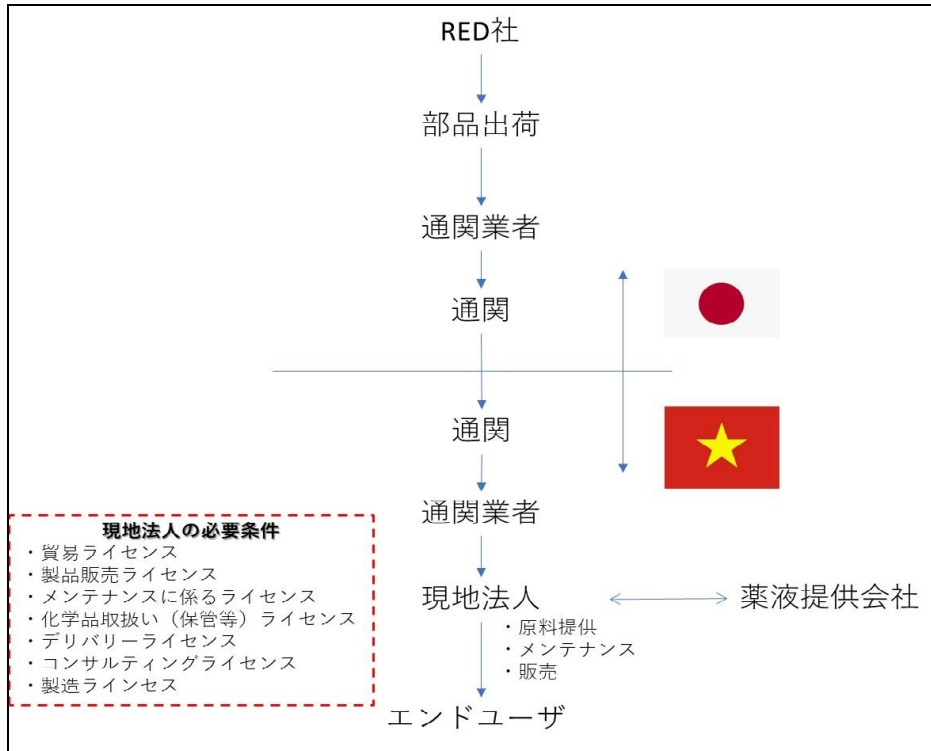 RED社
部品出荷
通関業者
通関
通関
通関業者
現地法人の必要条件
・貿易ライセンス
・製品販売ライセンス
・メンテナンスに係るライセンス
・化学品取扱い（保管等）ライセンス
・デリバリーライセンス
・コンサルティングライセンス
・製造ラインセス
現地法人
薬液提供会社
・原料提供
・メンテナンス
・販売
エンドユーザ